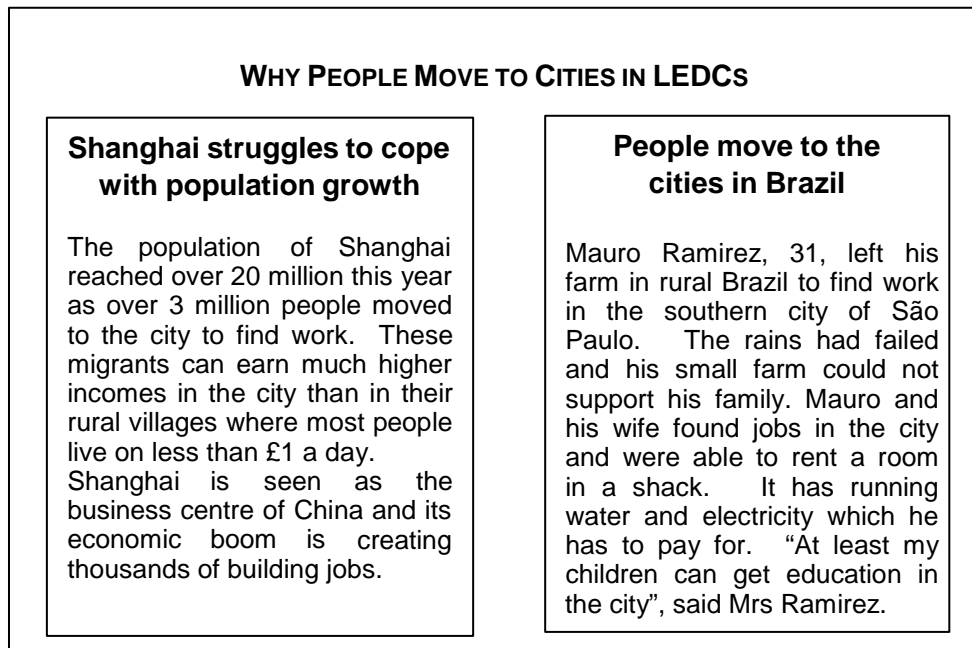 WHY PEOPLE MOVE TO CITIES IN LEDCS
Shanghai struggles to cope
with population growth
The population of Shanghai
reached over 20 million this year
as over 3 million people moved
to the city to find work. These
migrants can earn much higher
incomes in the city than in their
rural villages where most people
live on less than £1 a day.
Shanghai is seen as the
business centre of China and its
economic boom is creating
thousands of building jobs.
People move to the
cities in Brazil
Mauro Ramirez, 31, left his
farm in rural Brazil to find work
in the southern city of São
Paulo. The rains had failed
and his small farm could not
support his family. Mauro and
his wife found jobs in the city
and were able to rent a room
in a shack. It has running
water and electricity which he
has to pay for. “At least my
children can get education in
the city”, said Mrs Ramirez.